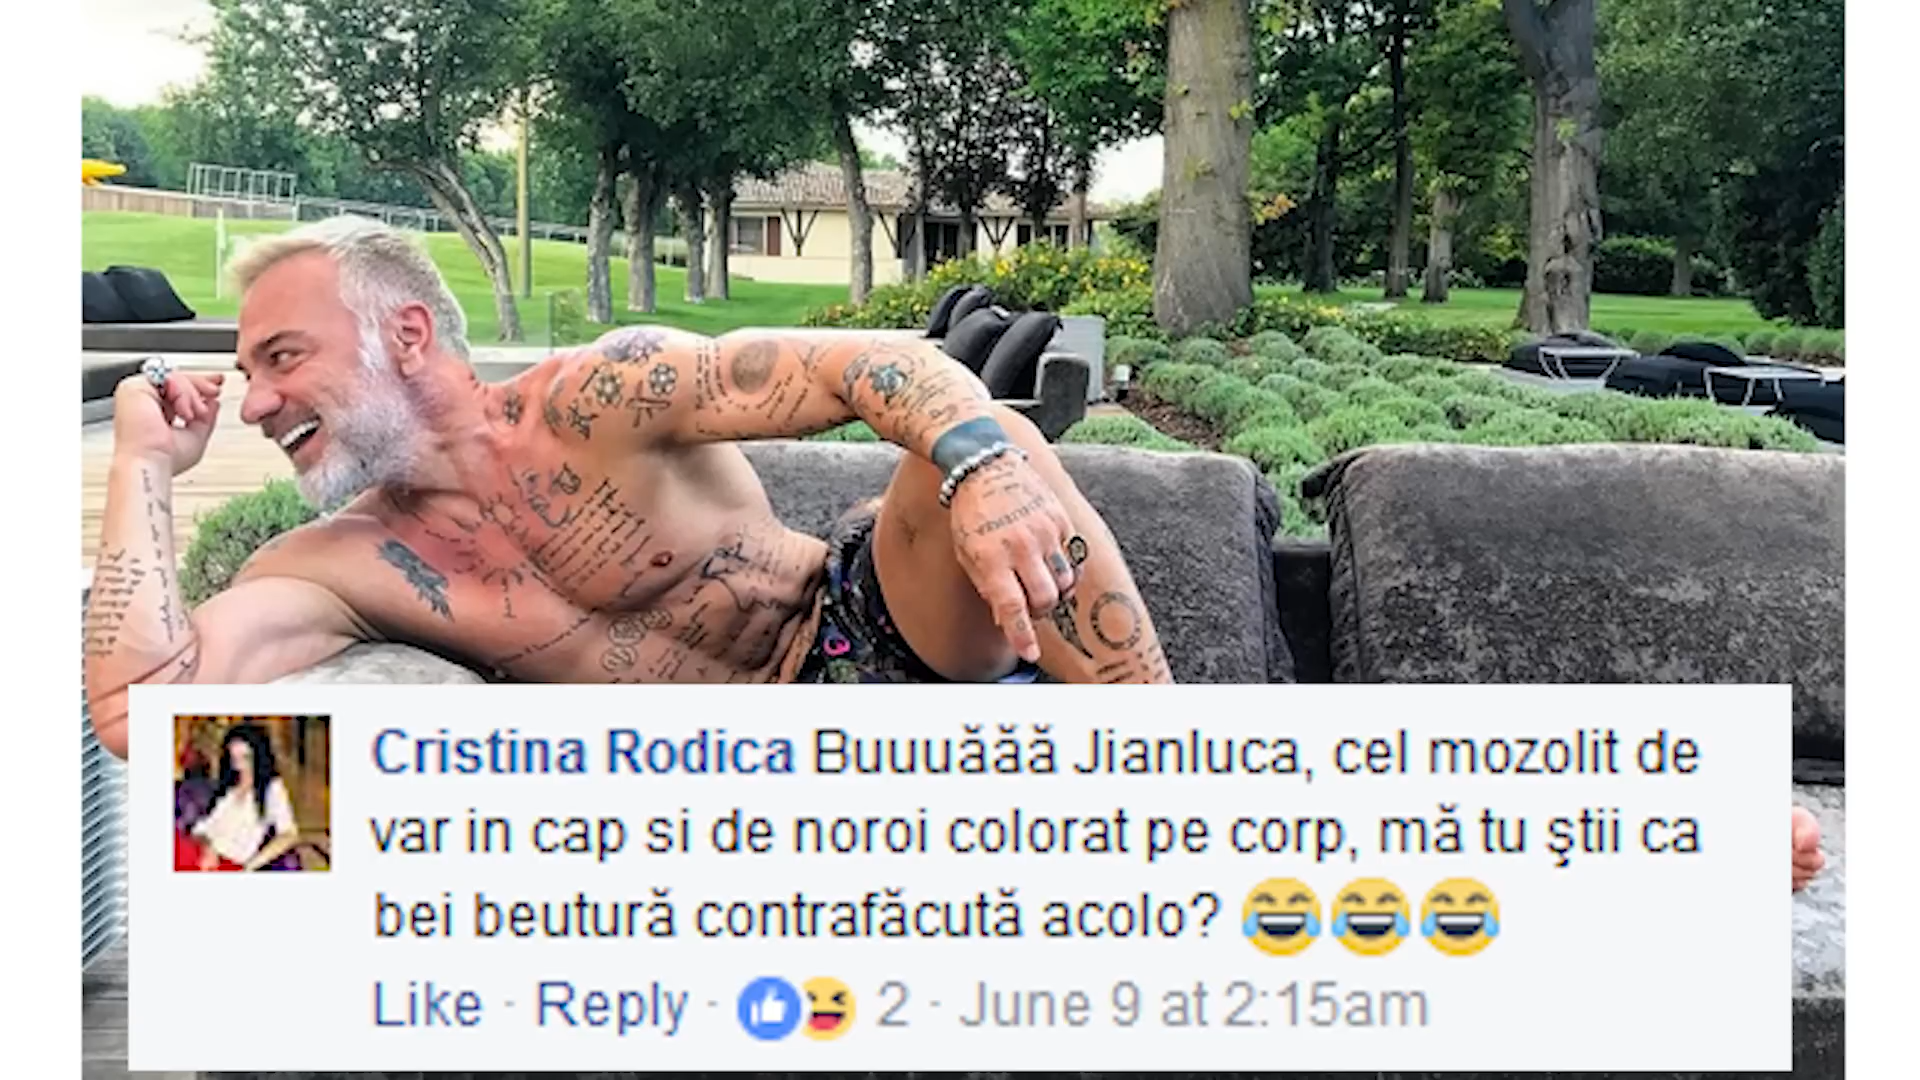 Cristina Rodica Buuuăăă Jianluca, cel mozolit de
var in cap si de noroi colorat pe corp, mă tu ştii ca
bei beutură contrafăcută acolo? 😂😂😂
Like · Reply · 2 · June 9 at 2:15am